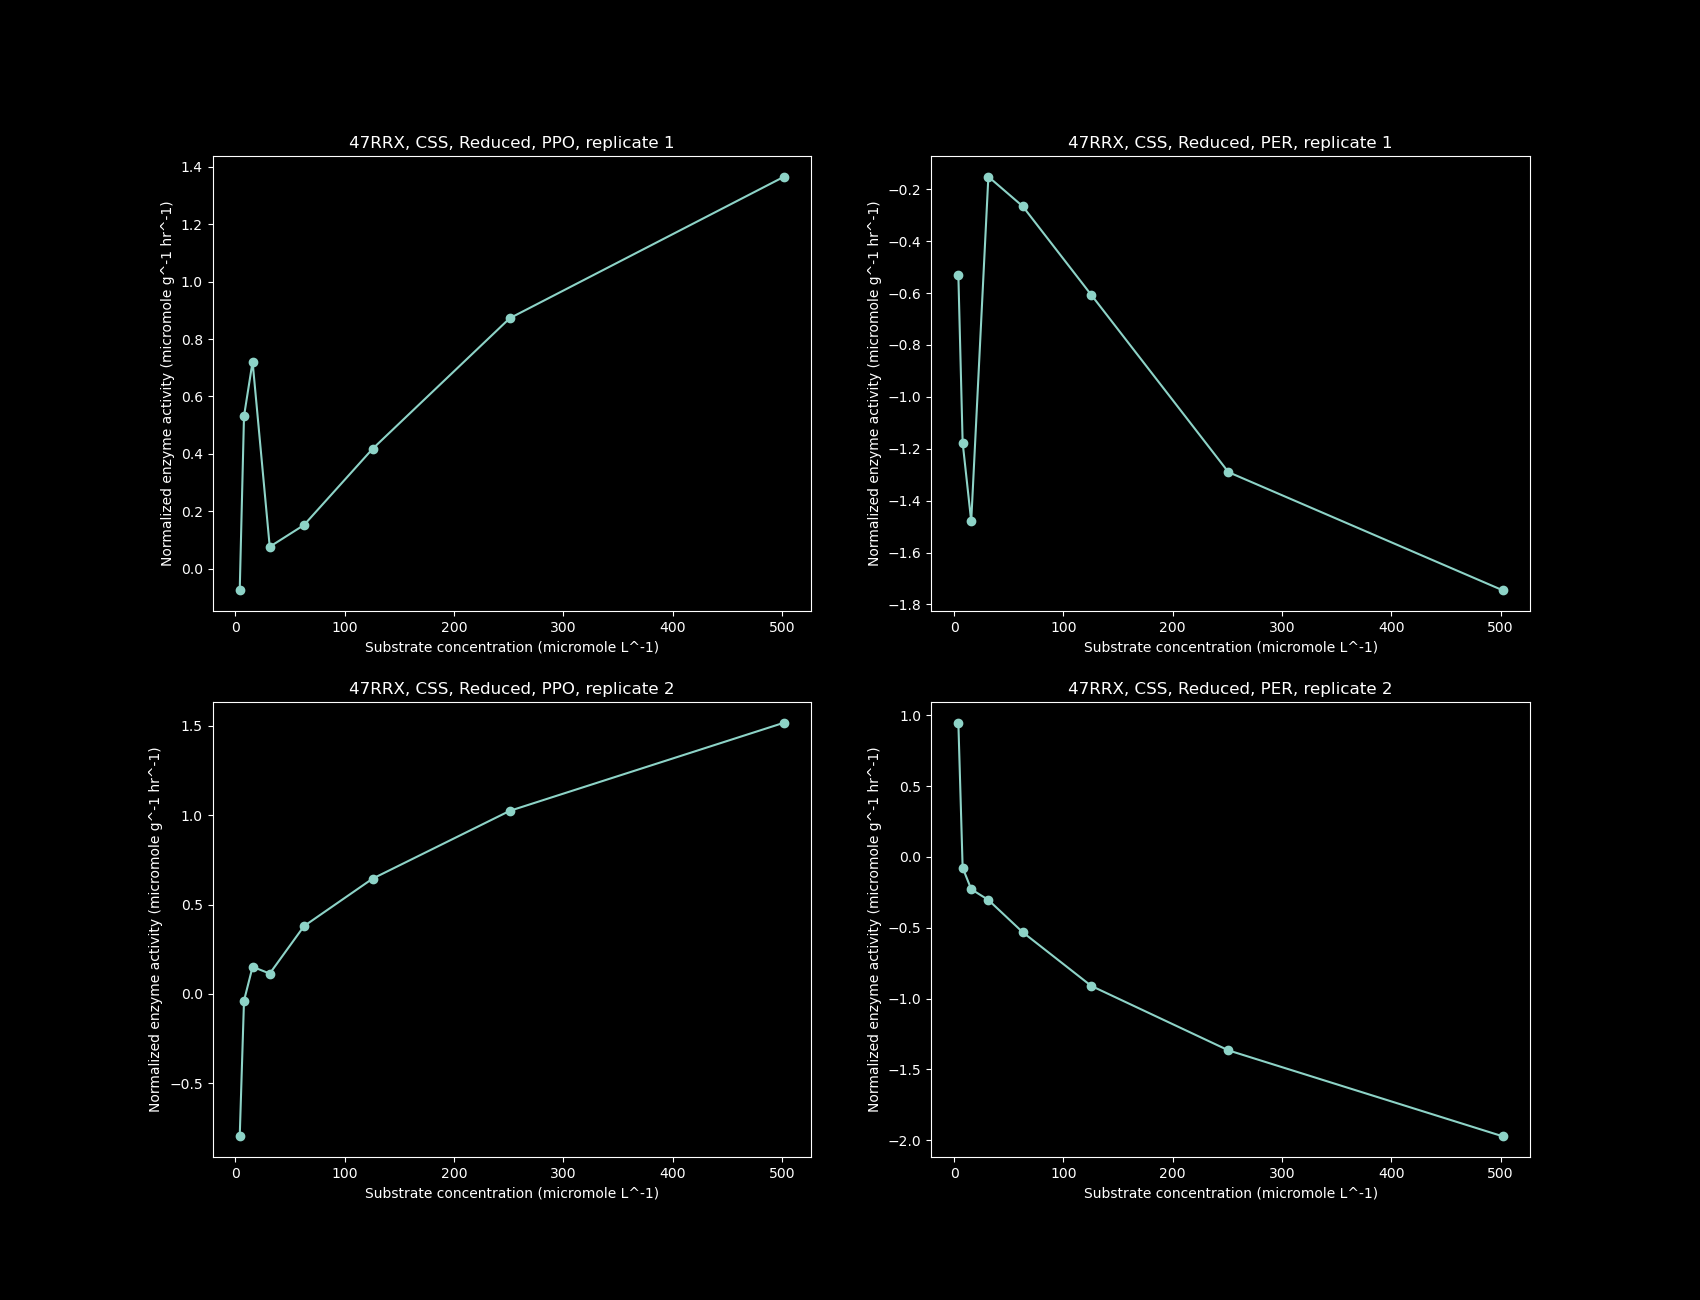 47RRX, CSS, Reduced, PPO, replicate 1
Normalized enzyme activity (micromole g^-1 hr^-1)
1.4
1.2
1.0
0.8
0.6
0.4
0.2
0.0
0 100 200 300 400 500
Substrate concentration (micromole L^-1)
47RRX, CSS, Reduced, PER, replicate 1
Normalized enzyme activity (micromole g^-1 hr^-1)
−0.2
−0.4
−0.6
−0.8
−1.0
−1.2
−1.4
−1.6
−1.8
0 100 200 300 400 500
Substrate concentration (micromole L^-1)
47RRX, CSS, Reduced, PPO, replicate 2
Normalized enzyme activity (micromole g^-1 hr^-1)
1.5
1.0
0.5
0.0
−0.5
0 100 200 300 400 500
Substrate concentration (micromole L^-1)
47RRX, CSS, Reduced, PER, replicate 2
Normalized enzyme activity (micromole g^-1 hr^-1)
1.0
0.5
0.0
−0.5
−1.0
−1.5
−2.0
0 100 200 300 400 500
Substrate concentration (micromole L^-1)